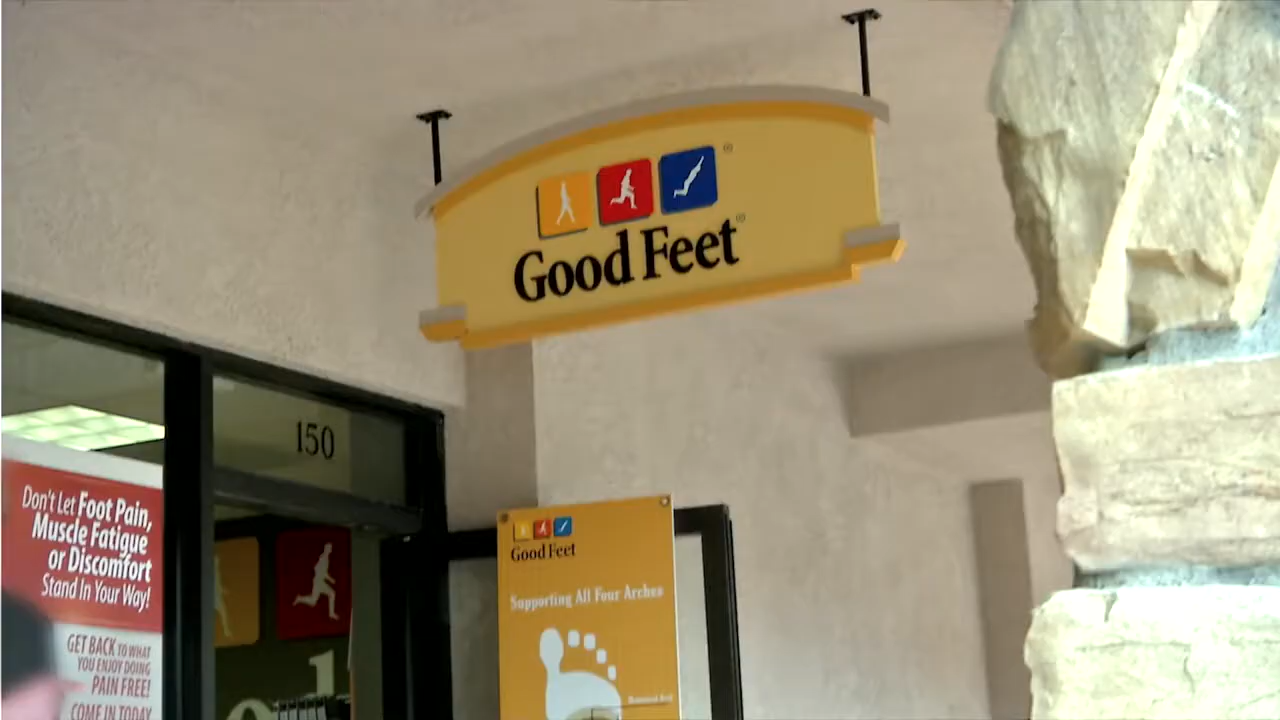 ®
Good Feet®
150
Don't Let Foot Pain,
Muscle Fatigue
or Discomfort
Stand In Your Way!
GET BACK TO WHAT
YOU ENJOY DOING
PAIN FREE!
COME IN TODAY
Good Feet
Supporting All Four Arches